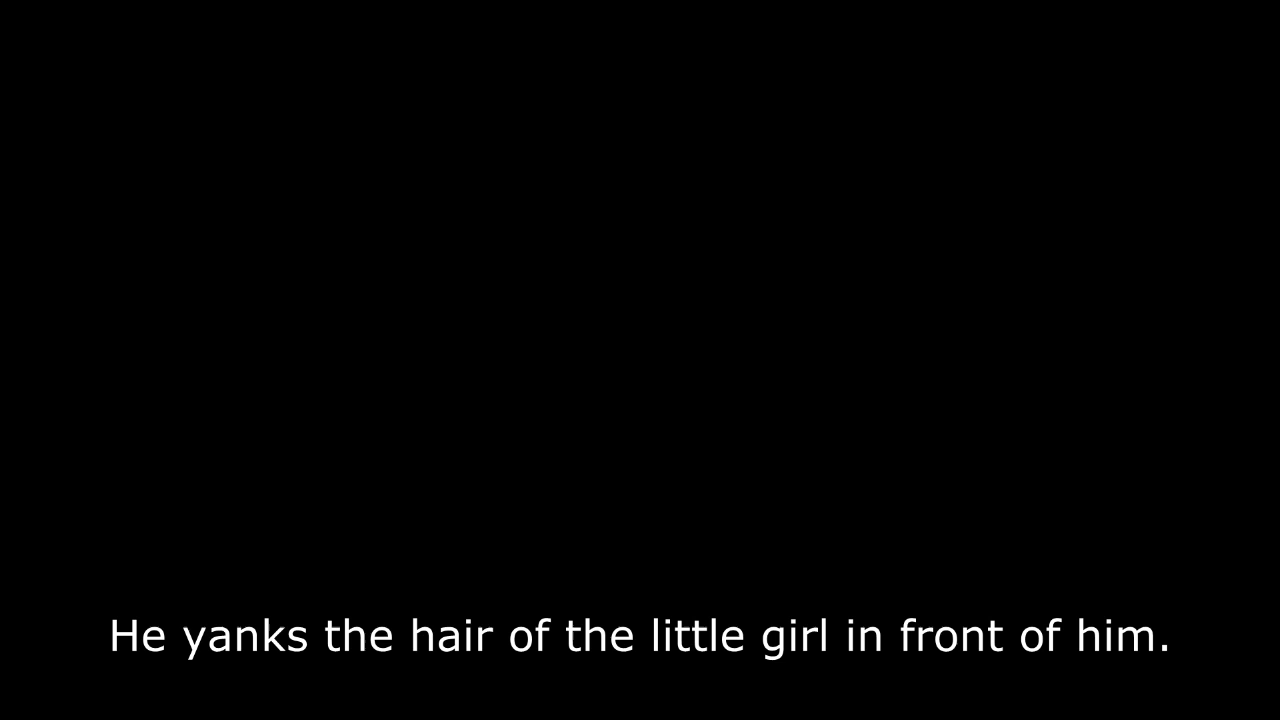 He yanks the hair of the little girl in front of him.